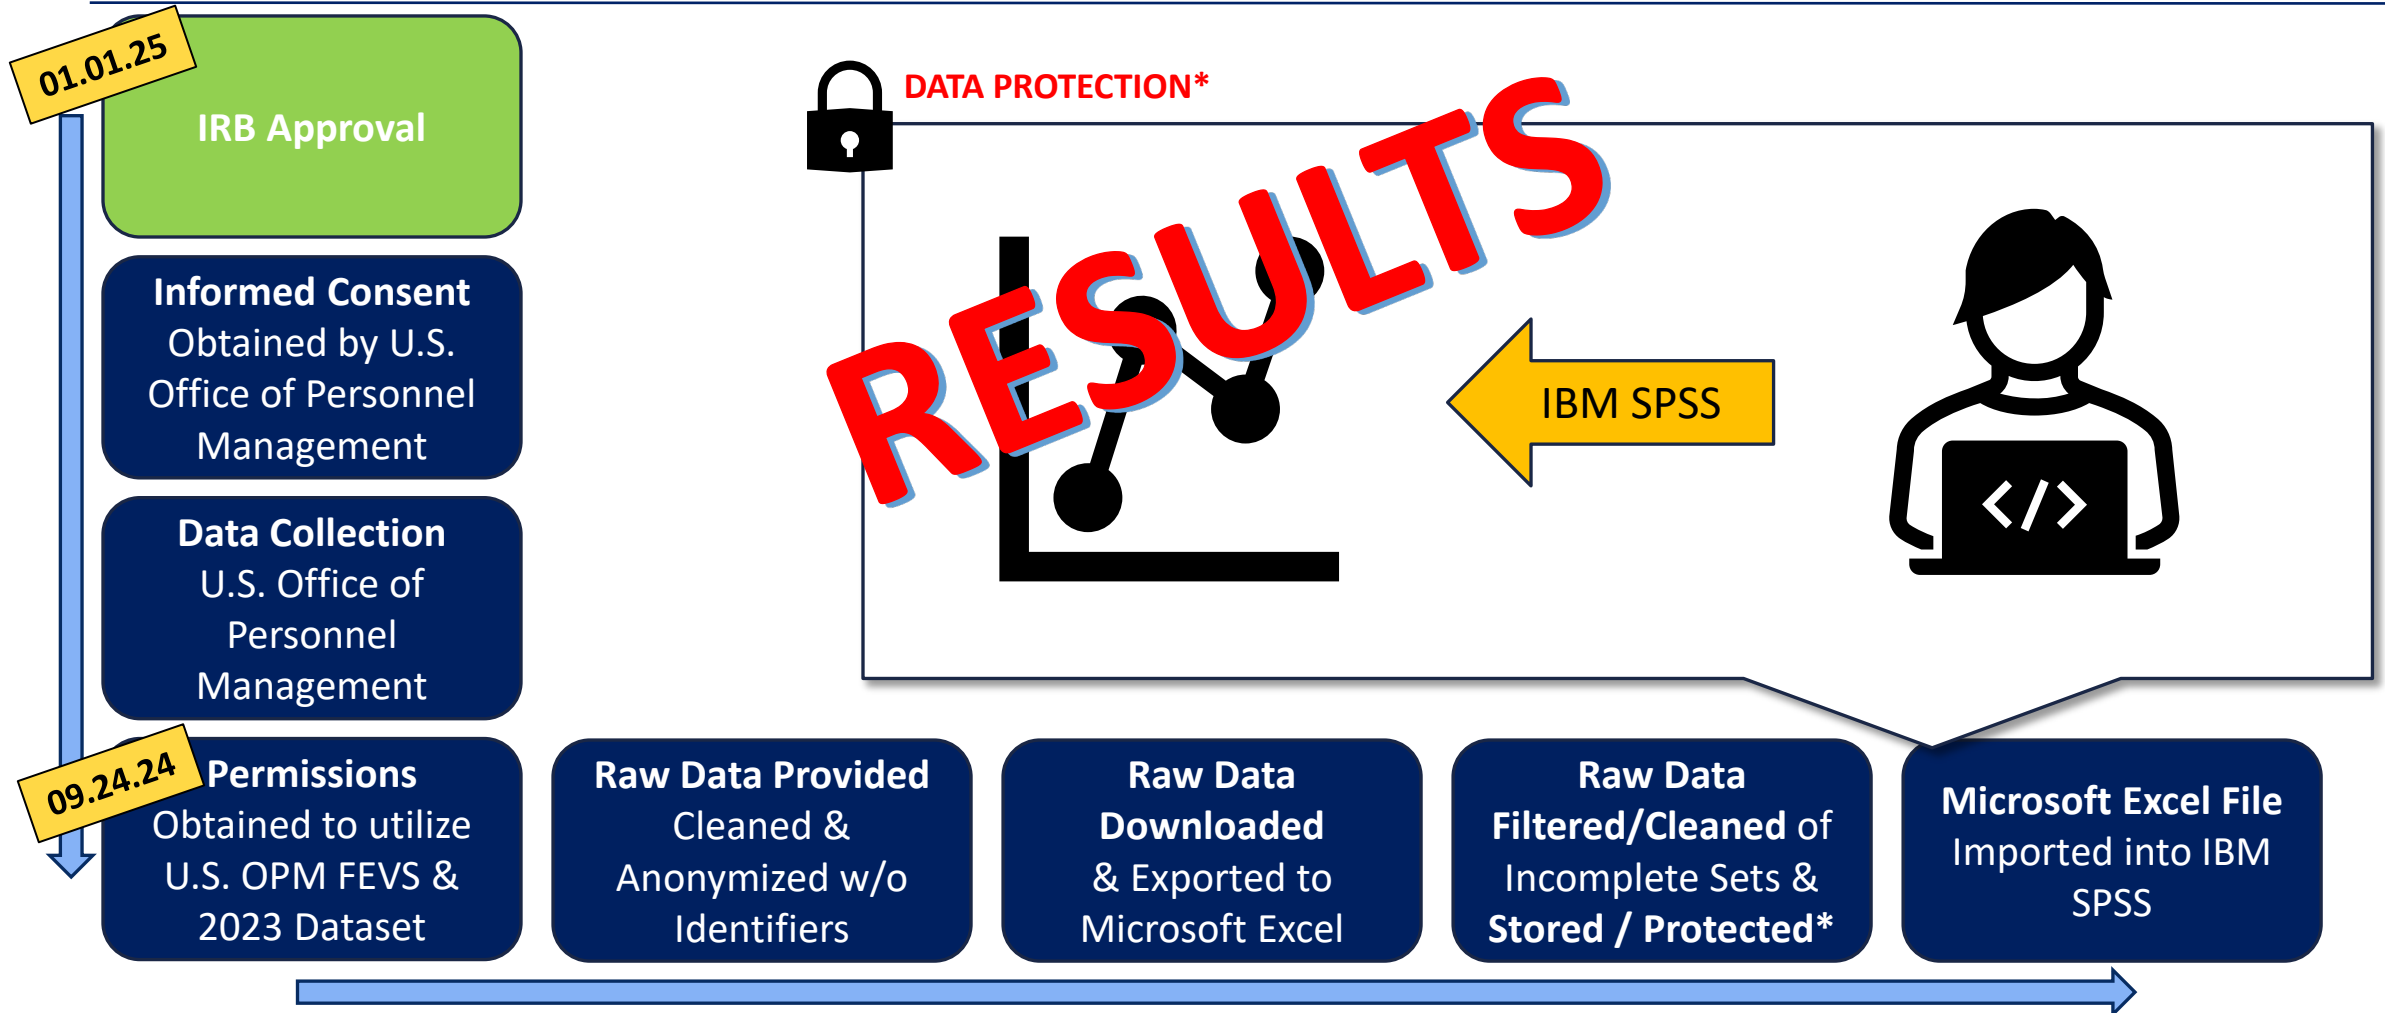 01.01.25
IRB Approval
Informed Consent
Obtained by U.S.
Office of Personnel
Management
Data Collection
U.S. Office of
Personnel
Management
09.24.24
Permissions
Obtained to utilize
U.S. OPM FEVS &
2023 Dataset
Raw Data Provided
Cleaned &
Anonymized w/o
Identifiers
Raw Data
Downloaded
& Exported to
Microsoft Excel
Raw Data
Filtered/Cleaned of
Incomplete Sets &
Stored / Protected*
Microsoft Excel File
Imported into IBM
SPSS
DATA PROTECTION*
RESULTS
IBM SPSS
</>